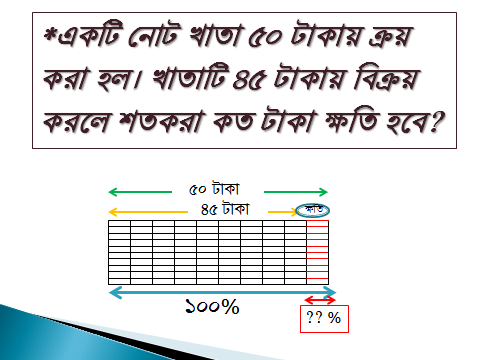 *একটি নোট খাতা ৫০ টাকায় ক্রয়
করা হল। খাতাটি ৪৫ টাকায় বিক্রয়
করলে শতকরা কত টাকা ক্ষতি হবে?
৫০ টাকা
৪৫ টাকা
ক্ষতি
১০০%
?? %